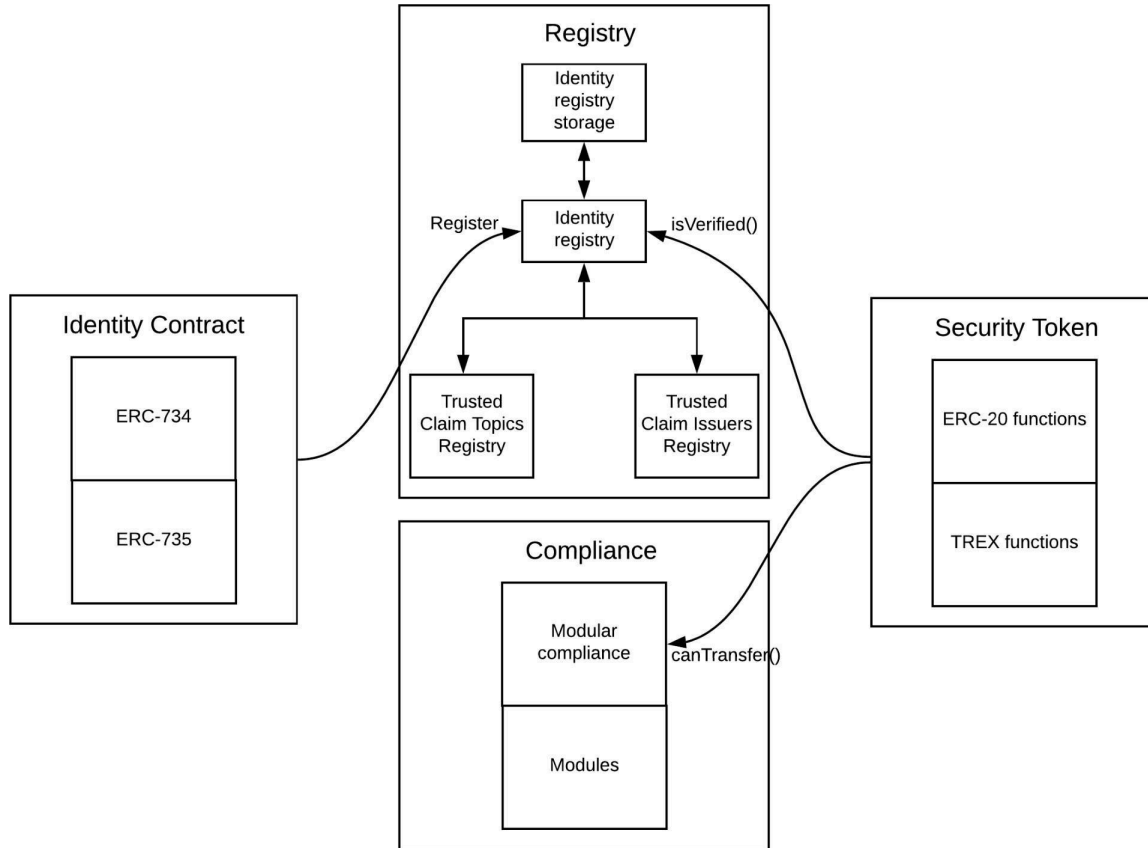 Registry
Identity
registry
storage
Register
Identity
registry
isVerified()
Trusted
Claim Topics
Registry
Trusted
Claim Issuers
Registry
Identity Contract
ERC-734
ERC-735
Security Token
ERC-20 functions
TREX functions
Compliance
Modular
compliance
canTransfer()
Modules